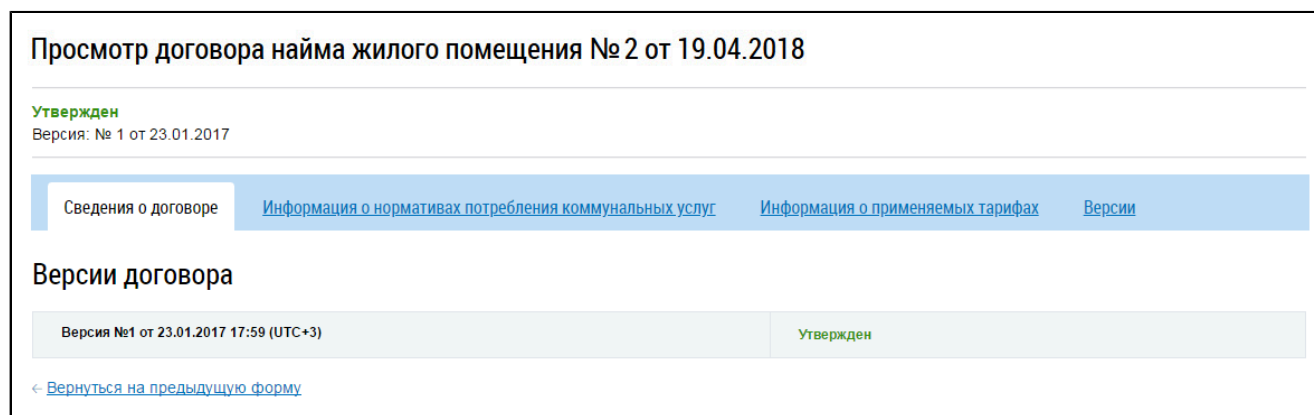 Просмотр договора найма жилого помещения № 2 от 19.04.2018
Утвержден
Версия: № 1 от 23.01.2017
Сведения о договоре Информация о нормативах потребления коммунальных услуг Информация о применяемых тарифах Версии
Версии договора
Версия №1 от 23.01.2017 17:59 (UTC+3) Утвержден
← Вернуться на предыдущую форму